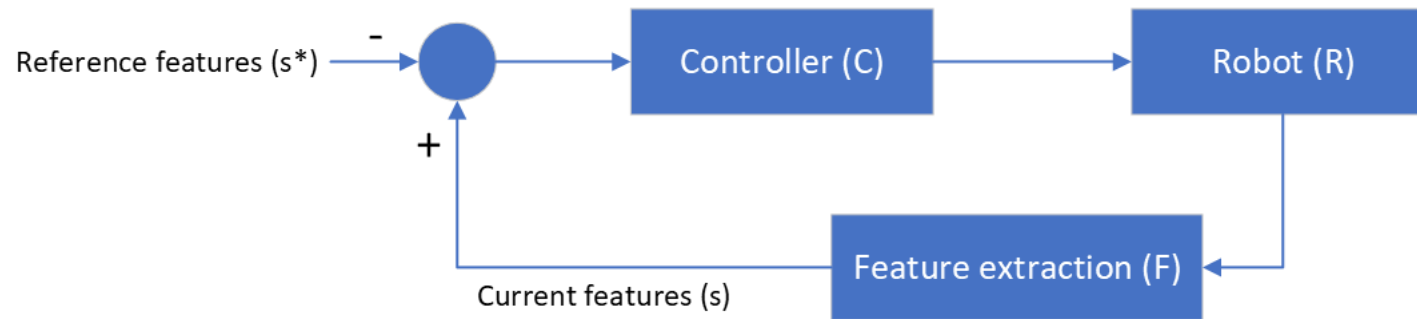 -
Reference features (s*)
Controller (C)
Robot (R)
+
Feature extraction (F)
Current features (s)